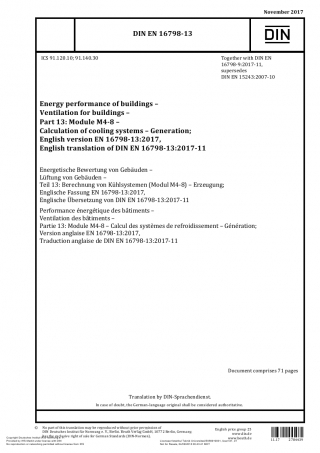 November 2017
DIN EN 16798-13
DIN
ICS 91.120.10; 91.140.30
Together with DIN EN
16798-9:2017-11,
supersedes
DIN EN 15243:2007-10
Energy performance of buildings –
Ventilation for buildings –
Part 13: Module M4-8 –
Calculation of cooling systems – Generation;
English version EN 16798-13:2017,
English translation of DIN EN 16798-13:2017-11
Energetische Bewertung von Gebäuden –
Lüftung von Gebäuden –
Teil 13: Berechnung von Kühlsystemen (Modul M4-8) – Erzeugung;
Englische Fassung EN 16798-13:2017,
Englische Übersetzung von DIN EN 16798-13:2017-11
Performance énergétique des bâtiments –
Ventilation des bâtiments –
Partie 13: Module M4-8 – Calcul des systèmes de refroidissement – Génération;
Version anglaise EN 16798-13:2017,
Traduction anglaise de DIN EN 16798-13:2017-11
Document comprises 71 pages
Translation by DIN-Sprachendienst.
In case of doubt, the German-language original shall be considered authoritative.
No part of this translation may be reproduced without prior permission of
DIN Deutsches Institut für Normung e. V., Berlin. Beuth Verlag GmbH, 10772 Berlin, Germany,
has the exclusive right of sale for German Standards (DIN-Normen).
English price group 23
www.din.de
www.beuth.de